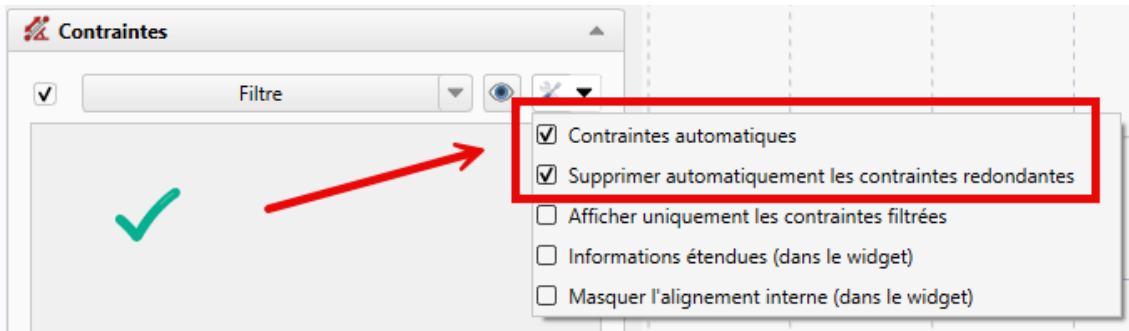 Contraintes
Filtre
Contraintes automatiques
Supprimer automatiquement les contraintes redondantes
Afficher uniquement les contraintes filtrées
Informations étendues (dans le widget)
Masquer l'alignement interne (dans le widget)